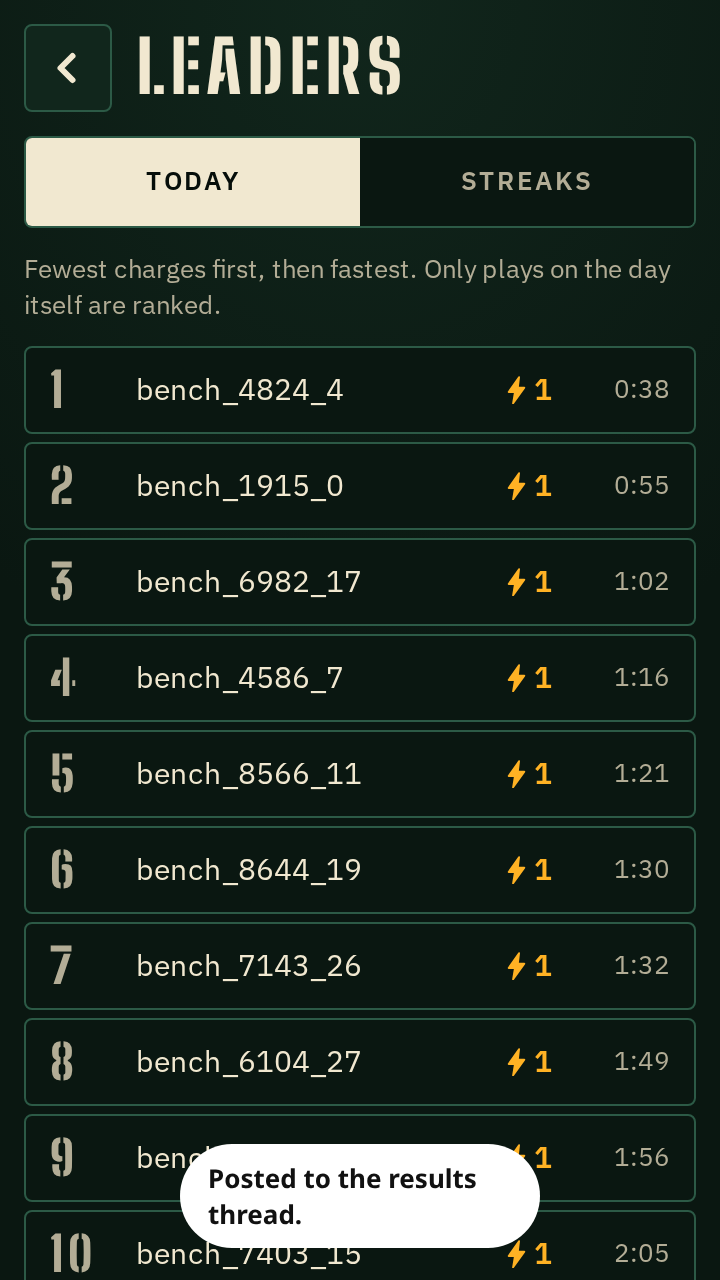 LEADERS
TODAY STREAKS
Fewest charges first, then fastest. Only plays on the day
itself are ranked.
1 bench_4824_4 1 0:38
2 bench_1915_0 1 0:55
3 bench_6982_17 1 1:02
4 bench_4586_7 1 1:16
5 bench_8566_11 1 1:21
6 bench_8644_19 1 1:30
7 bench_7143_26 1 1:32
8 bench_6104_27 1 1:49
9 1 1:56
Posted to the results
thread.
10 bench_7403_15 1 2:05